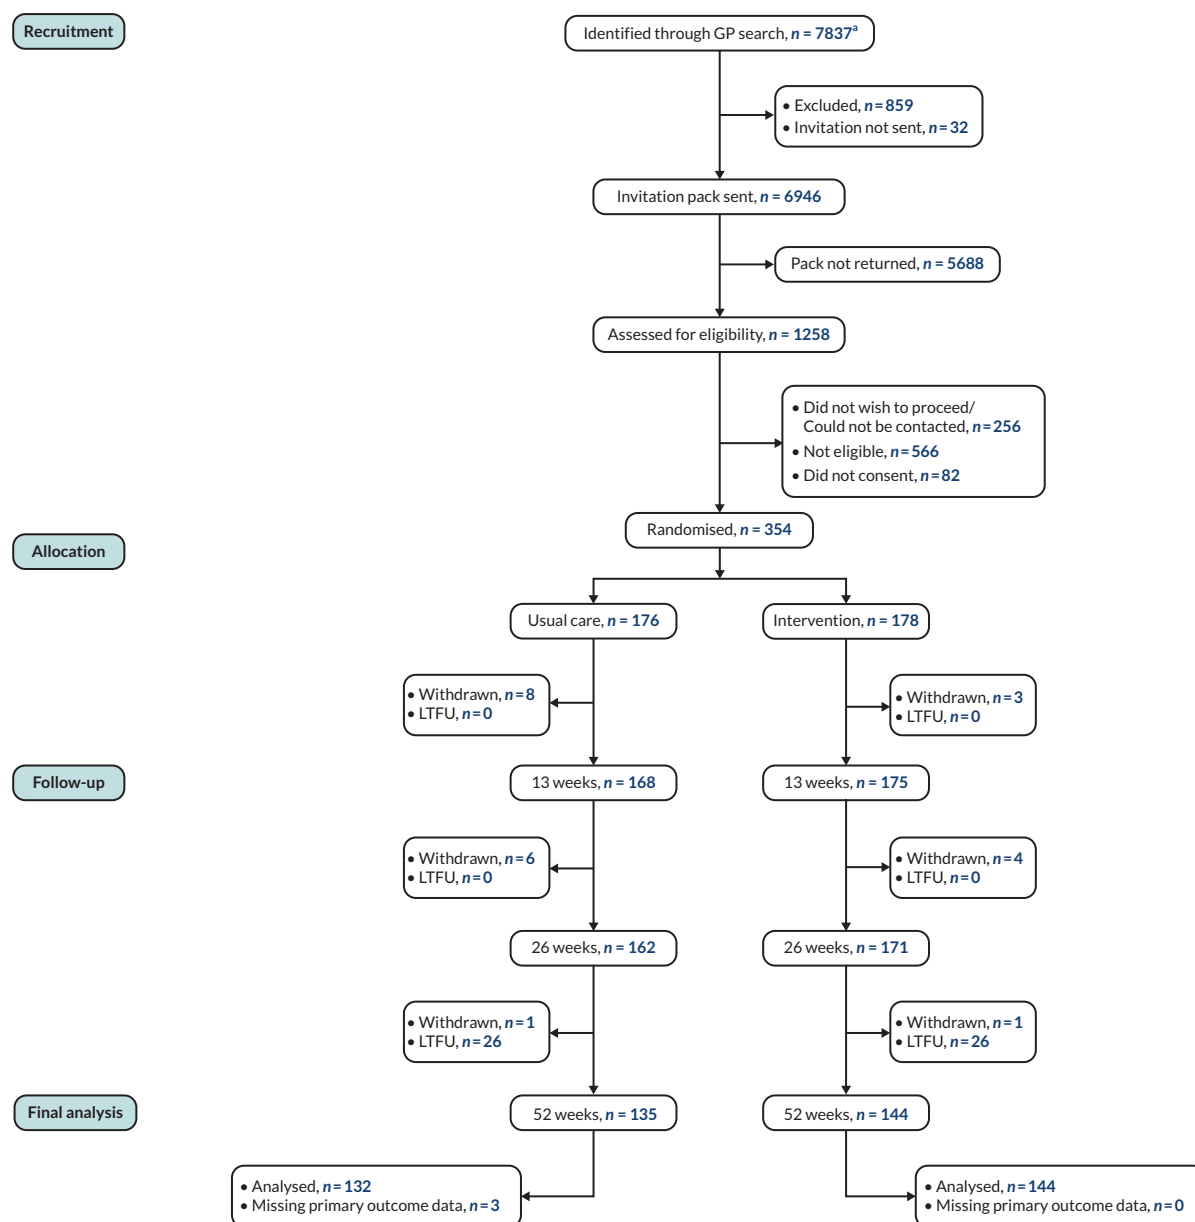 Recruitment
Identified through GP search, n = 7837a
• Excluded, n = 859
• Invitation not sent, n = 32
Invitation pack sent, n = 6946
Pack not returned, n = 5688
Assessed for eligibility, n = 1258
• Did not wish to proceed/
Could not be contacted, n = 256
• Not eligible, n = 566
• Did not consent, n = 82
Randomised, n = 354
Allocation
Usual care, n = 176
Intervention, n = 178
• Withdrawn, n = 8
• LTFU, n = 0
• Withdrawn, n = 3
• LTFU, n = 0
Follow-up
13 weeks, n = 168
13 weeks, n = 175
• Withdrawn, n = 6
• LTFU, n = 0
• Withdrawn, n = 4
• LTFU, n = 0
26 weeks, n = 162
26 weeks, n = 171
• Withdrawn, n = 1
• LTFU, n = 26
• Withdrawn, n = 1
• LTFU, n = 26
Final analysis
52 weeks, n = 135
52 weeks, n = 144
• Analysed, n = 132
• Missing primary outcome data, n = 3
• Analysed, n = 144
• Missing primary outcome data, n = 0